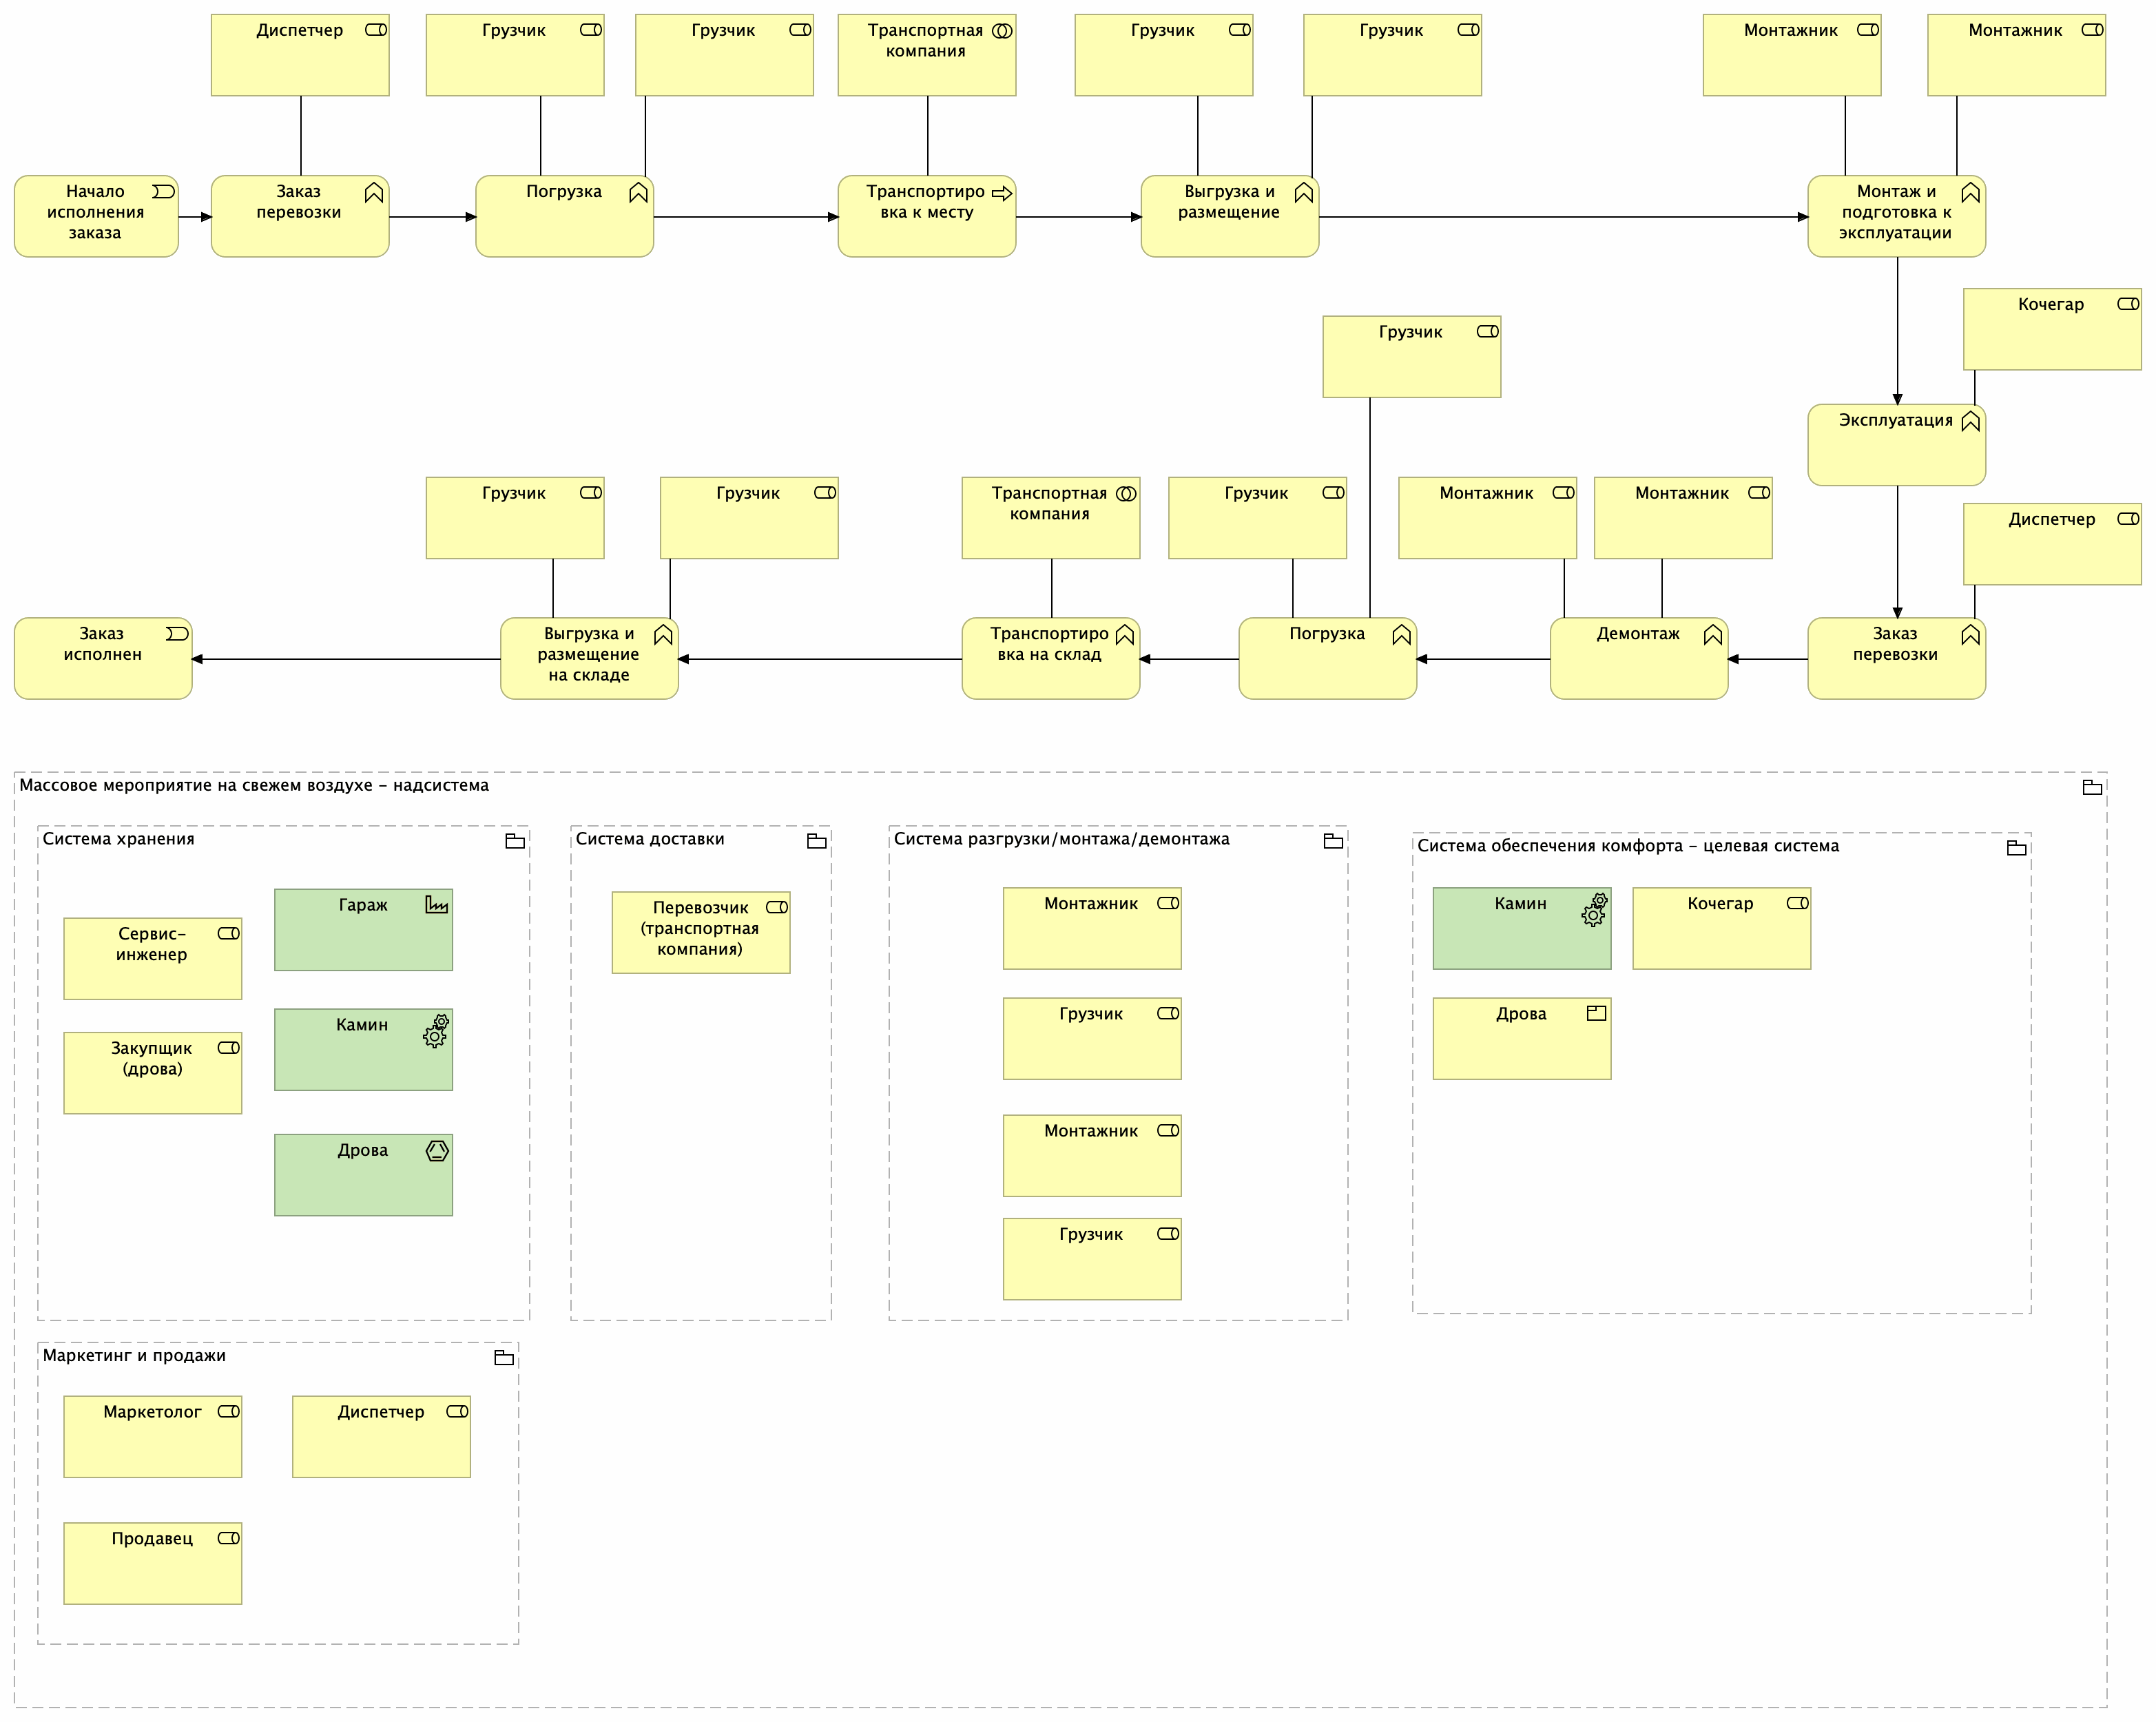 Диспетчер
Грузчик
Грузчик
Транспортная
компания
Грузчик
Грузчик
Монтажник
Монтажник
Начало
исполнения
заказа
Заказ
перевозки
Погрузка
Транспортиро
вка к месту
Выгрузка и
размещение
Монтаж и
подготовка к
эксплуатации
Кочегар
Грузчик
Эксплуатация
Грузчик
Грузчик
Транспортная
компания
Грузчик
Монтажник
Монтажник
Диспетчер
Заказ
исполнен
Выгрузка и
размещение
на складе
Транспортиро
вка на склад
Погрузка
Демонтаж
Заказ
перевозки
Массовое мероприятие на свежем воздухе – надсистема
Система хранения
Сервис-
инженер
Закупщик
(дрова)
Гараж
Камин
Дрова
Система доставки
Перевозчик
(транспортная
компания)
Система разгрузки/монтажа/демонтажа
Монтажник
Грузчик
Монтажник
Грузчик
Система обеспечения комфорта – целевая система
Камин
Кочегар
Дрова
Маркетинг и продажи
Маркетолог
Диспетчер
Продавец